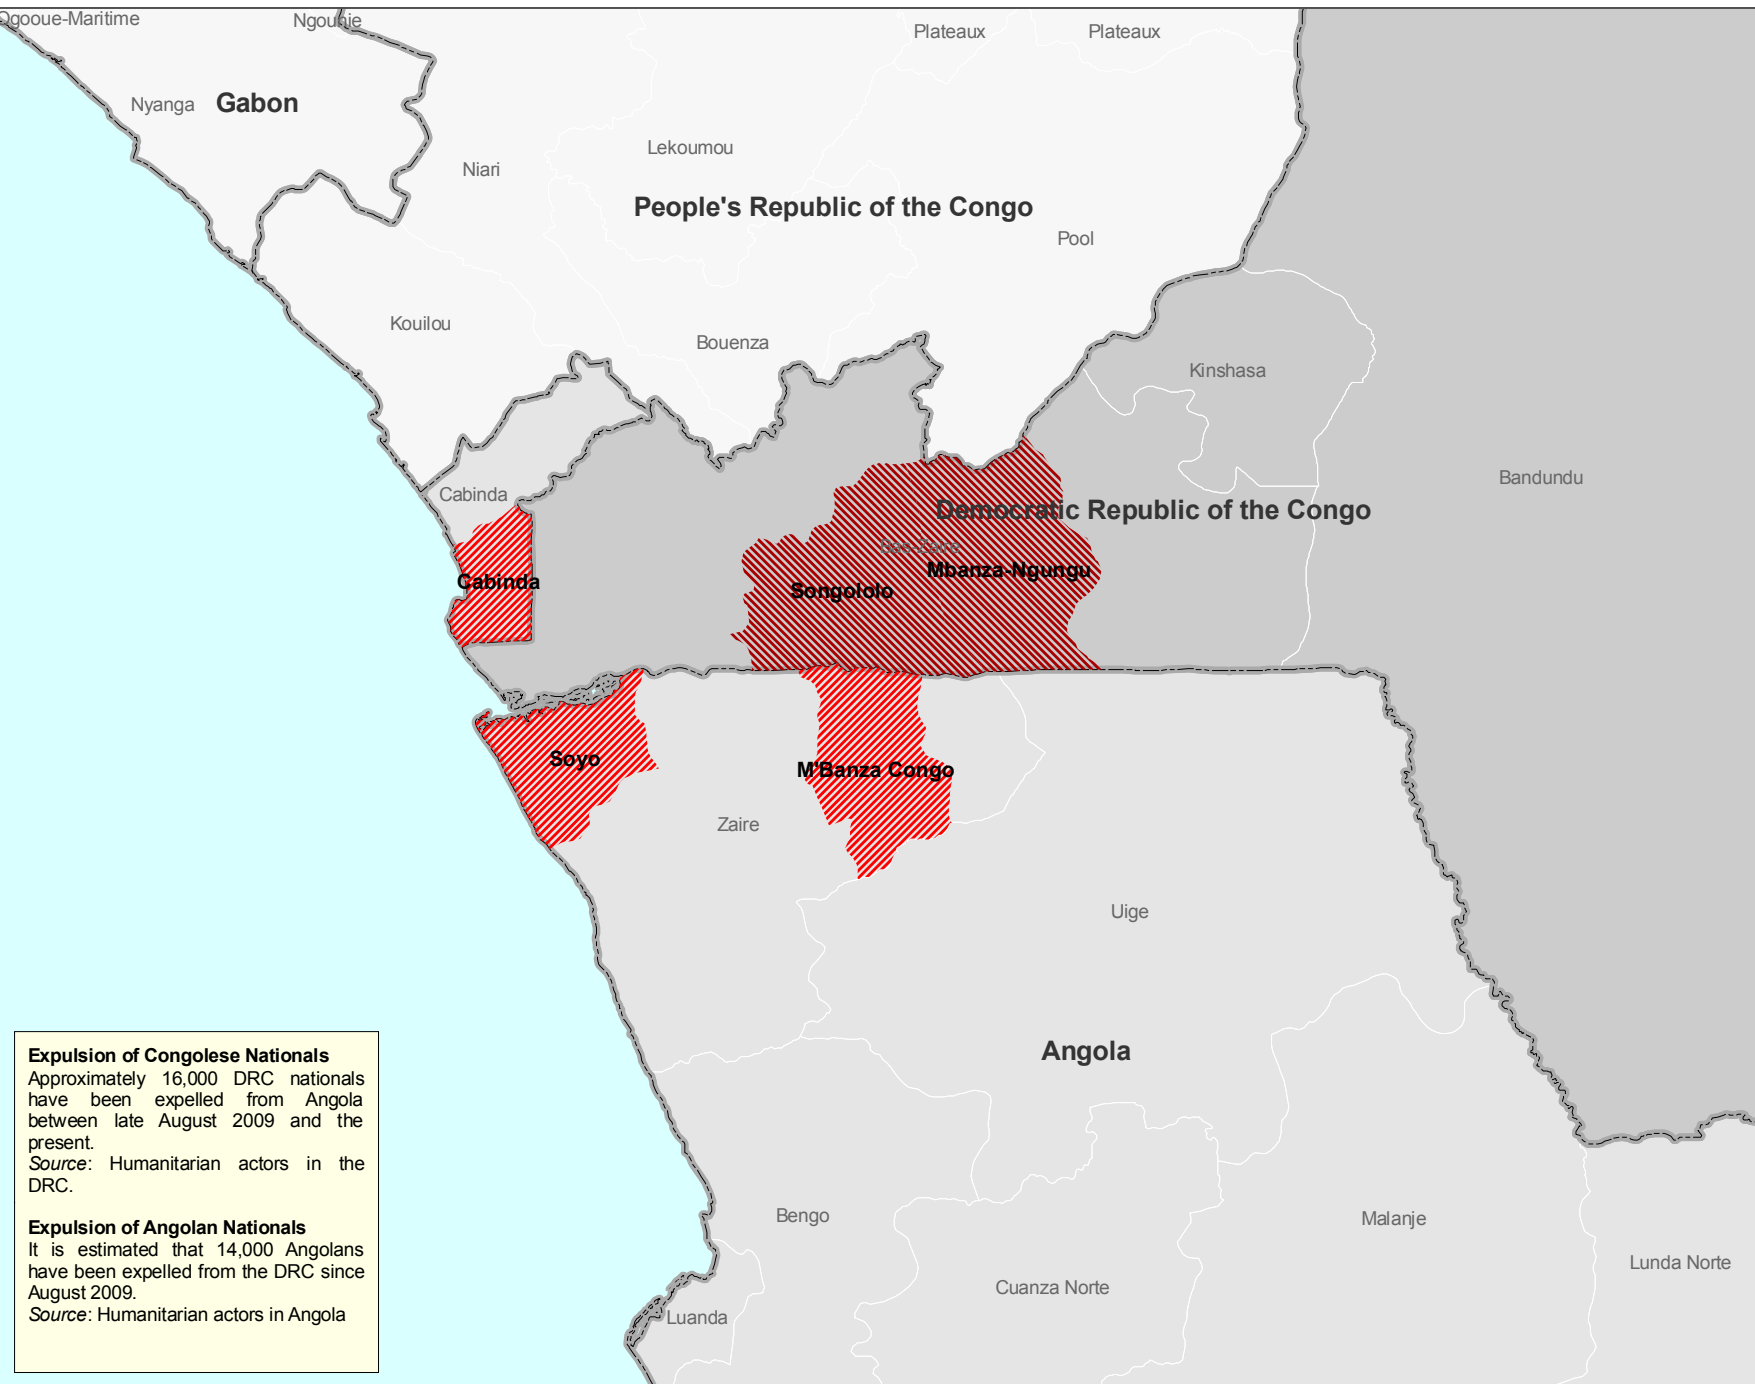 Ogooue-Maritime
Ngounie
Plateaux
Plateaux
Nyanga
Gabon
Lekoumou
Niari
People's Republic of the Congo
Pool
Kouilou
Bouenza
Kinshasa
Bandundu
Cabinda
Democratic Republic of the Congo
Bas-Zaire
Mbanza-Ngungu
Cabinda
Songololo
Soyo
M'Banza Congo
Zaire
Uige
Angola
Expulsion of Congolese Nationals
Approximately 16,000 DRC nationals
have been expelled from Angola
between late August 2009 and the
present.
Source: Humanitarian actors in the
DRC.
Expulsion of Angolan Nationals
It is estimated that 14,000 Angolans
have been expelled from the DRC since
August 2009.
Source: Humanitarian actors in Angola
Bengo
Malanje
Lunda Norte
Cuanza Norte
Luanda